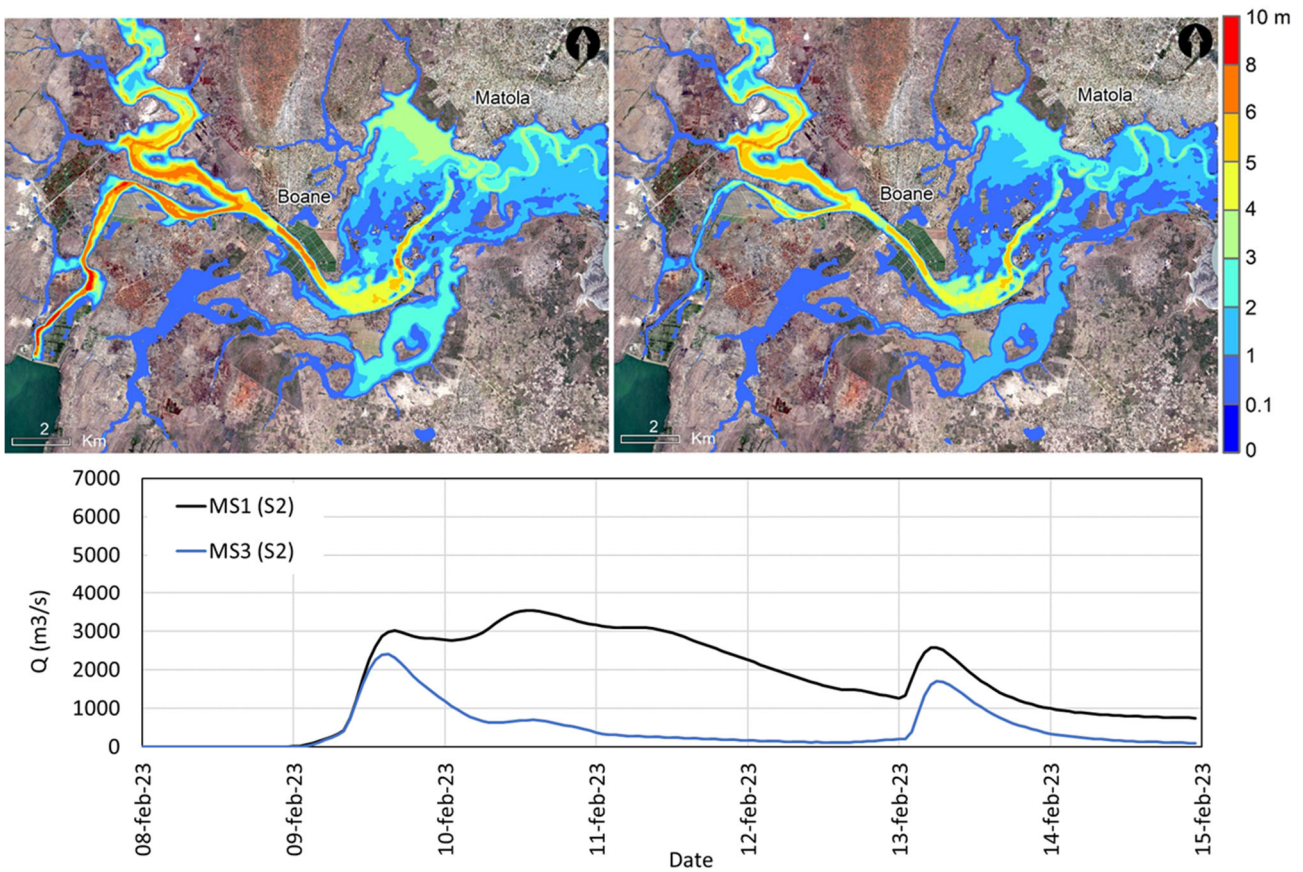 Matola
Boane
2
Km
Matola
Boane
2
Km
10 m
8
6
5
4
3
2
1
0.1
0
7000
6000
5000
4000
3000
2000
1000
0
Q (m3/s)
MS1 (S2)
MS3 (S2)
08-feb-23
09-feb-23
10-feb-23
11-feb-23
12-feb-23
13-feb-23
14-feb-23
15-feb-23
Date